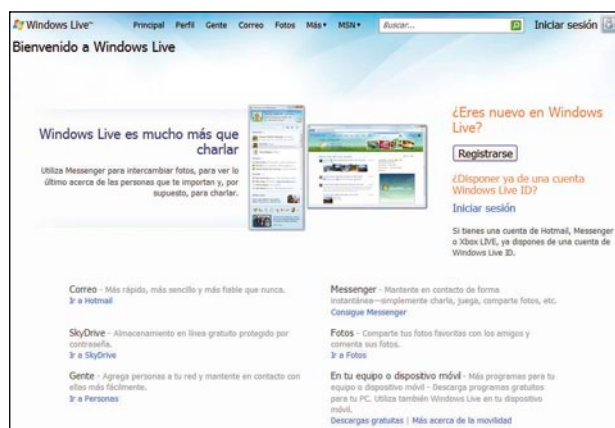 Windows Live™ Principal Perfil Gente Correo Fotos Más MSN Buscar... Iniciar sesión
Bienvenido a Windows Live
Windows Live es mucho más que
charlar
Utiliza Messenger para intercambiar fotos, para ver lo
último acerca de las personas que te importan y, por
supuesto, para charlar.
¿Eres nuevo en Windows
Live?
Registrarse
¿Disponer ya de una cuenta
Windows Live ID?
Iniciar sesión
Si tienes una cuenta de Hotmail, Messenger
o Xbox LIVE, ya dispones de una cuenta de
Windows Live ID.
Correo - Más rápido, más sencillo y más fiable que nunca.
Ir a Hotmail
SkyDrive - Almacenamiento en línea gratuito protegido por
contraseña.
Ir a SkyDrive
Gente - Agrega personas a tu red y mantente en contacto con
ellas más fácilmente.
Ir a Personas
Messenger - Mantente en contacto de forma
instantánea—simplemente charla, juega, comparte fotos, etc.
Consigue Messenger
Fotos - Comparte tus fotos favoritas con los amigos y
comenta sus fotos.
Ir a Fotos
En tu equipo o dispositivo móvil - Más programas para tu
equipo o dispositivo móvil - Descarga programas gratuitos
para tu PC. Utiliza también Windows Live en tu dispositivo
móvil.
Descargas gratuitas | Más acerca de la movilidad